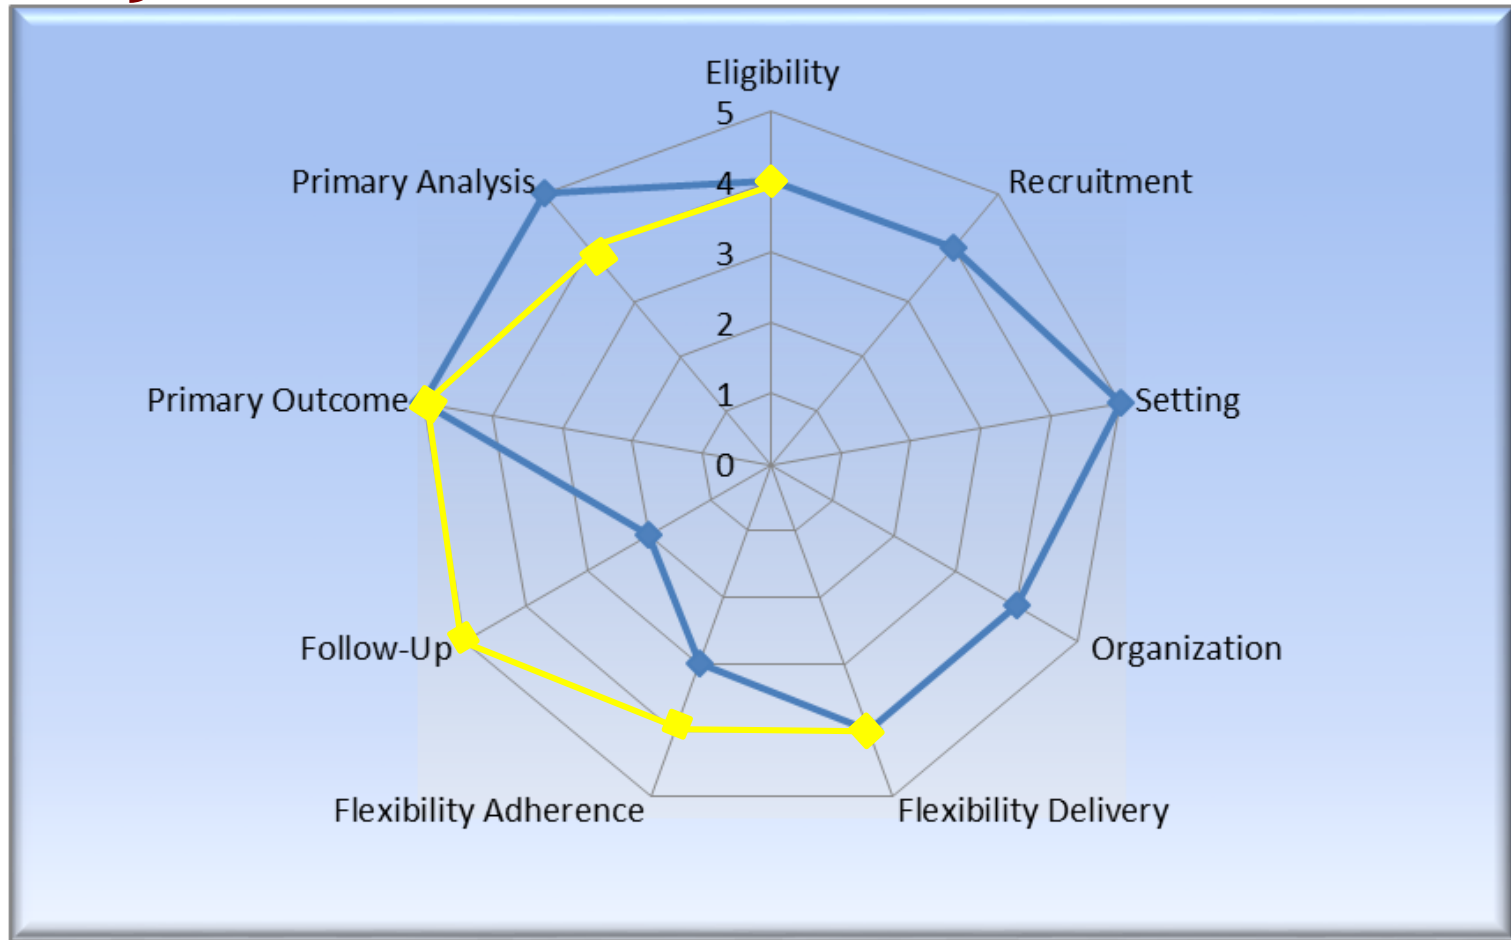 Eligibility
5
Primary Analysis
4
Recruitment
3
2
1
Primary Outcome
Setting
0
Follow-Up
Organization
Flexibility Adherence
Flexibility Delivery